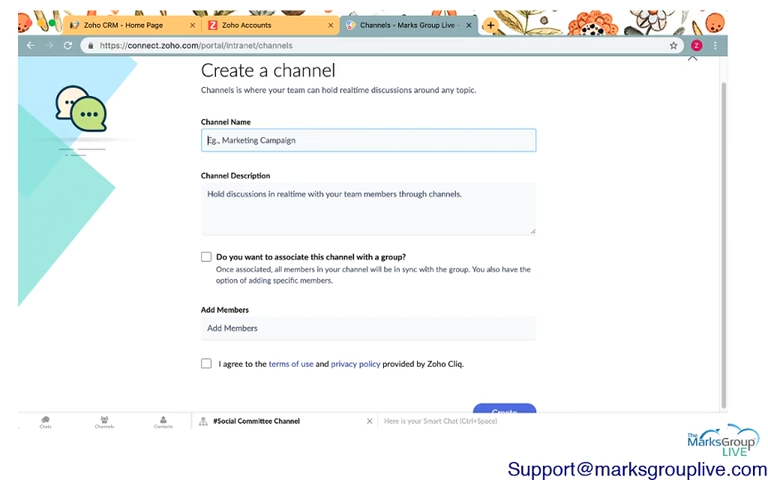 Zoho CRM - Home Page
Zoho Accounts
Channels - Marks Group Live
https://connect.zoho.com/portal/intranet/channels
Create a channel
Channels is where your team can hold realtime discussions around any topic.
Channel Name
Eg., Marketing Campaign
Channel Description
Hold discussions in realtime with your team members through channels.
Do you want to associate this channel with a group?
Once associated, all members in your channel will be in sync with the group. You also have the
option of adding specific members.
Add Members
Add Members
I agree to the terms of use and privacy policy provided by Zoho Cliq.
Create
Chats
Channels
Contacts
#Social Committee Channel
Here is your Smart Chat (Ctrl+Space)
The
MarksGroup
LIVE
Support@marksgrouplive.com